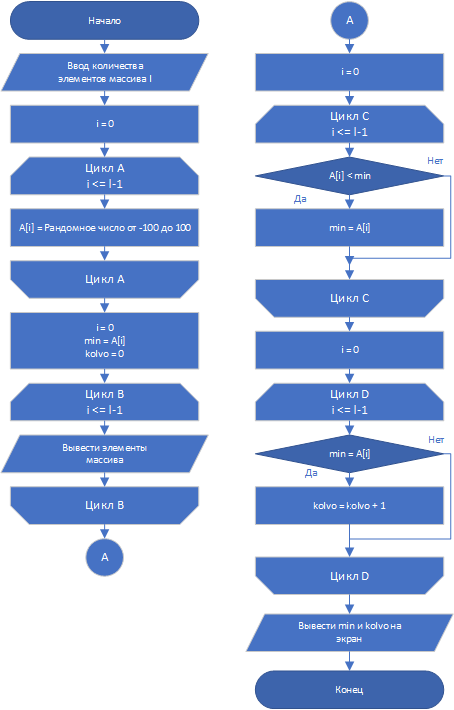 Начало
Ввод количества
элементов массива l
i = 0
Цикл A
i <= l-1
A[i] = Рандомное число от -100 до 100
Цикл A
i = 0
min = A[i]
kolvo = 0
Цикл B
i <= l-1
Вывести элементы
массива
Цикл B
A
A
i = 0
Цикл C
i <= l-1
A[i] < min
Нет
Да
min = A[i]
Цикл C
i = 0
Цикл D
i <= l-1
min = A[i]
Нет
Да
kolvo = kolvo + 1
Цикл D
Вывести min и kolvo на
экран
Конец